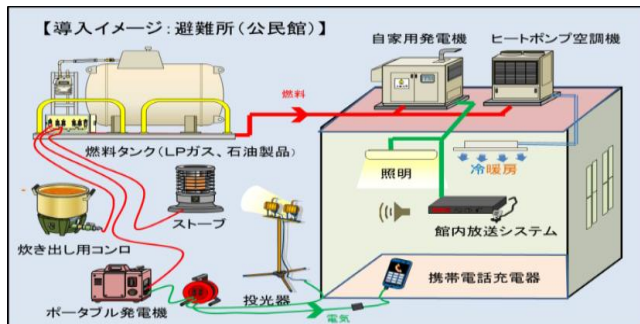 【導入イメージ：避難所（公民館）】
自家用発電機
ヒートポンプ空調機
燃料
燃料タンク（LPガス、石油製品）
照明
冷暖房
炊き出し用コンロ
ストーブ
館内放送システム
投光器
携帯電話充電器
ポータブル発電機
電気